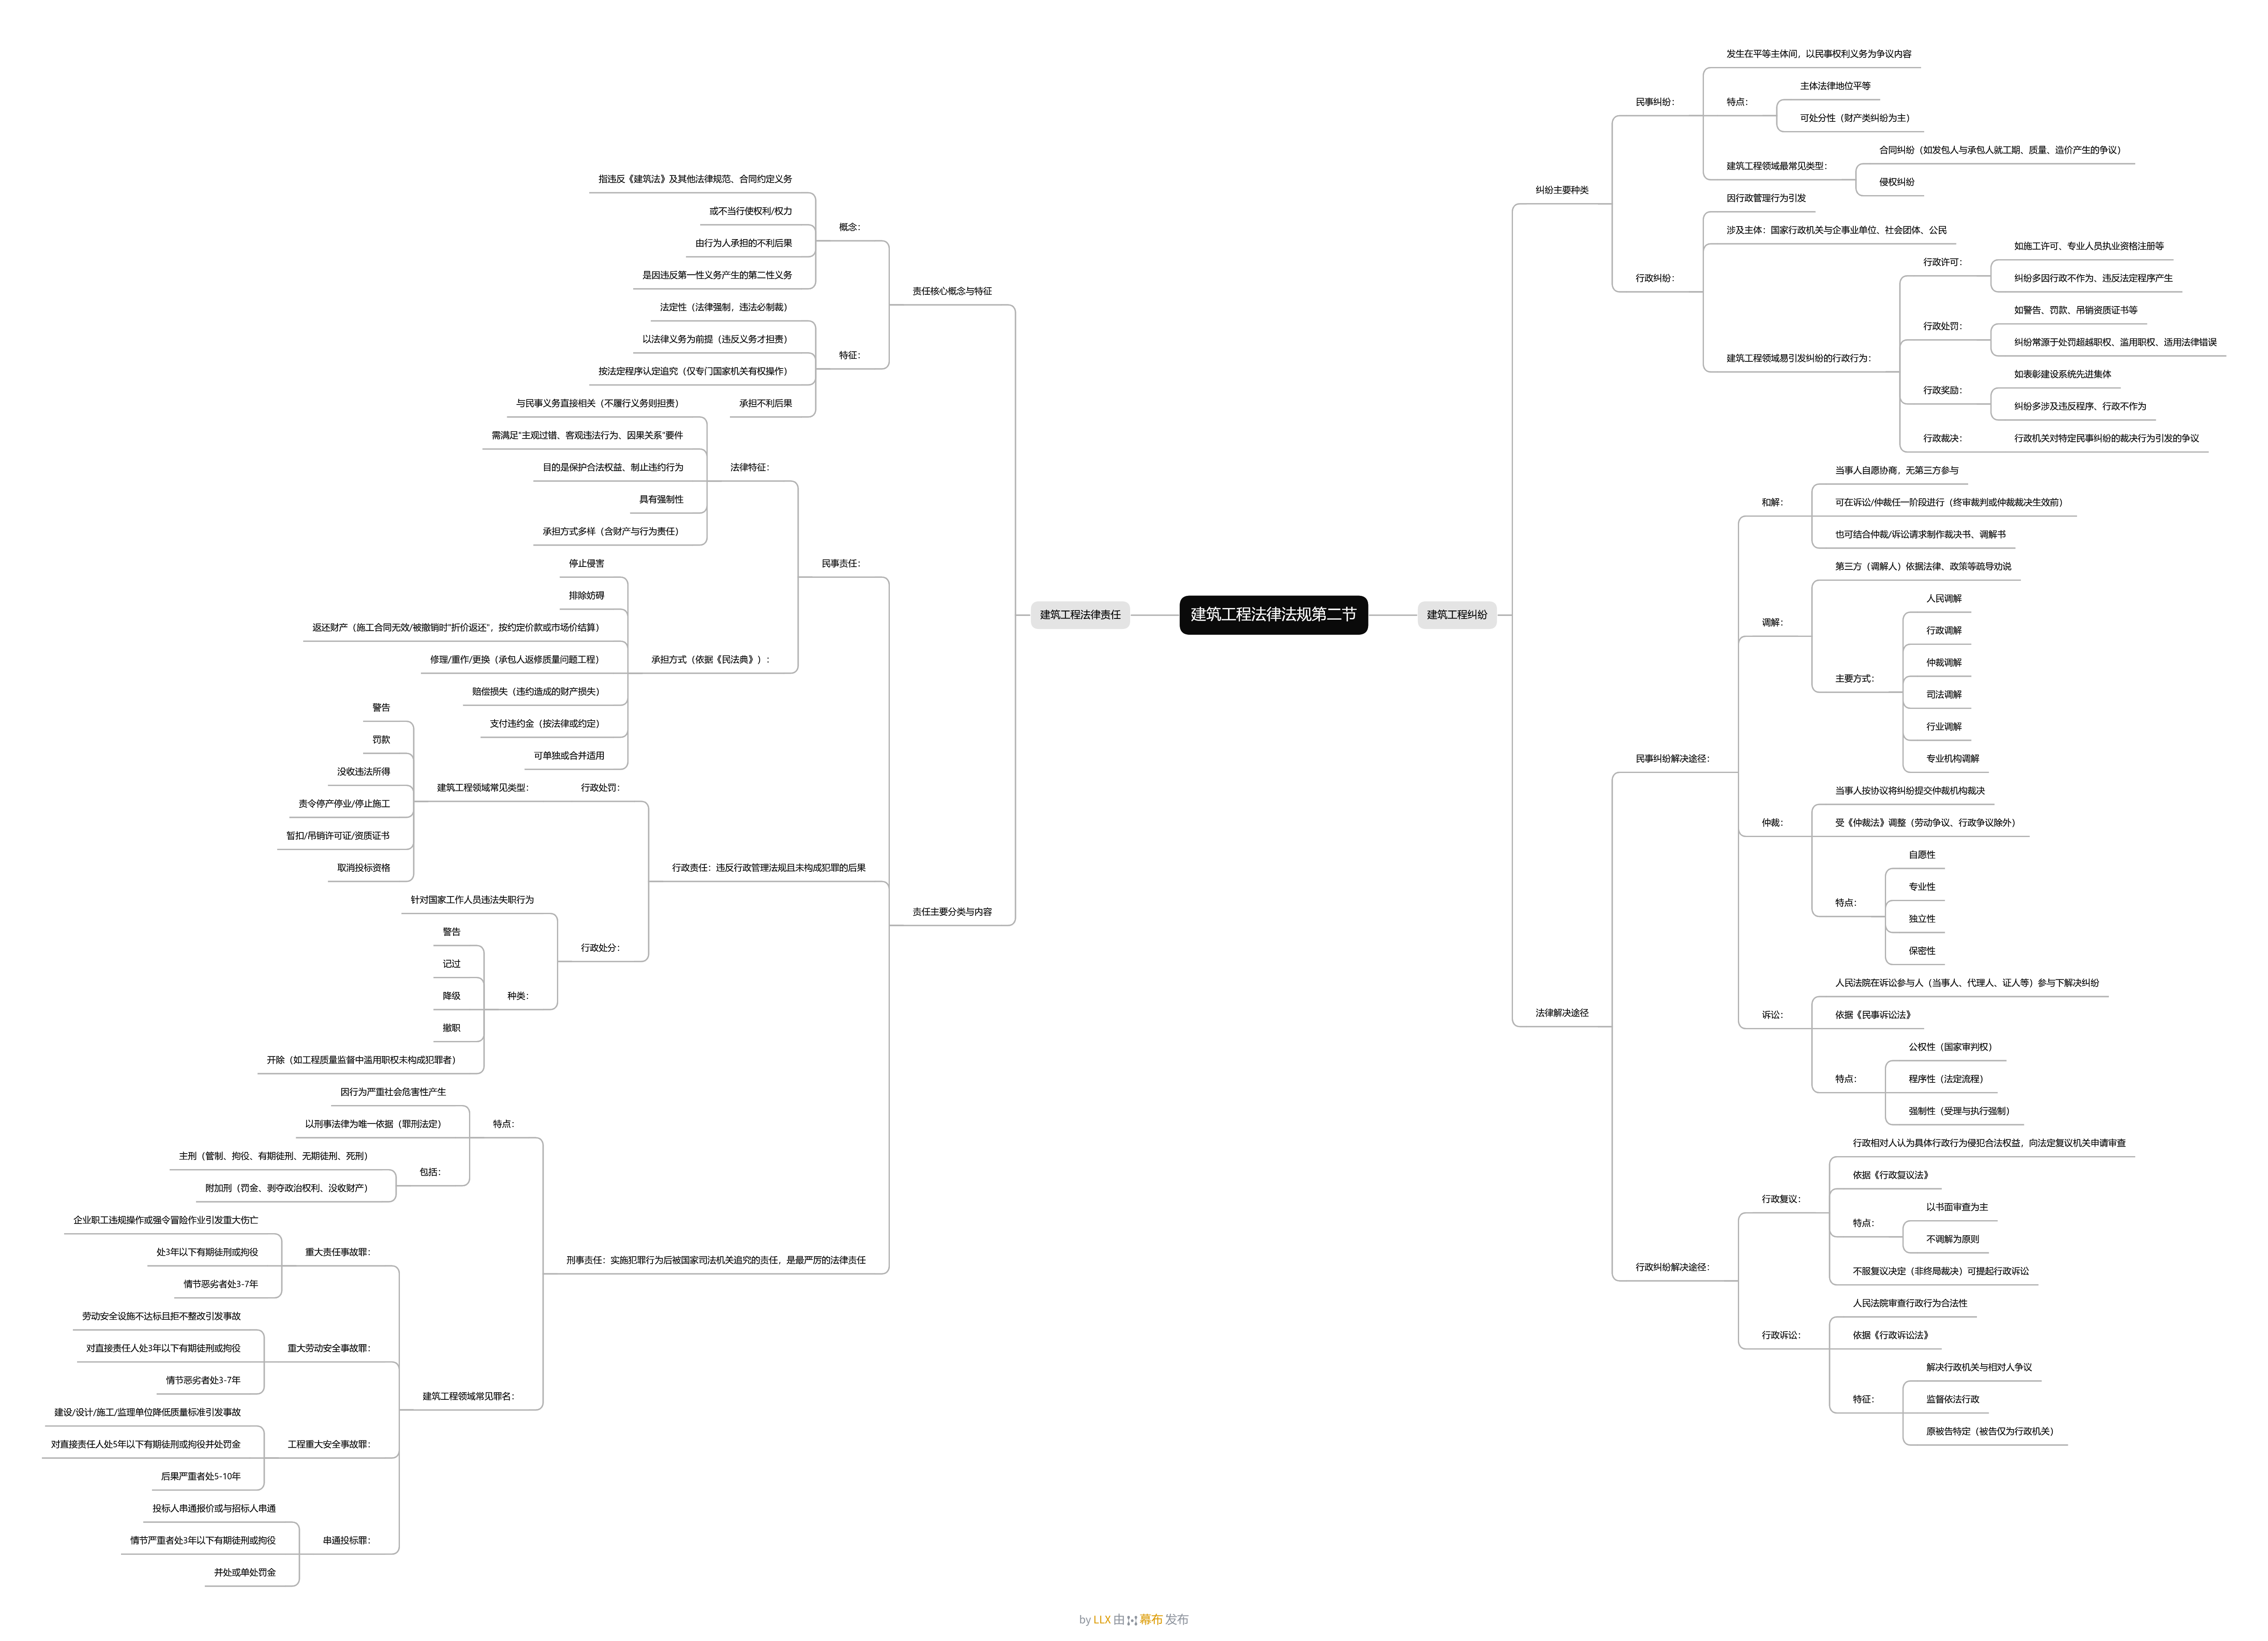 建筑工程法律法规第二节
建筑工程纠纷
纠纷主要种类
民事纠纷：
发生在平等主体间，以民事权利义务为争议内容
特点：
主体法律地位平等
可处分性（财产类纠纷为主）
建筑工程领域最常见类型：
合同纠纷（如发包人与承包人就工期、质量、造价产生的争议）
侵权纠纷
行政纠纷：
因行政管理行为引发
涉及主体：国家行政机关与企事业单位、社会团体、公民
建筑工程领域易引发纠纷的行政行为：
行政许可：
如施工许可、专业人员执业资格注册等
纠纷多因行政不作为、违反法定程序产生
行政处罚：
如警告、罚款、吊销资质证书等
纠纷常源于处罚超越职权、滥用职权、适用法律错误
行政奖励：
如表彰建设系统先进集体
纠纷多涉及违反程序、行政不作为
行政裁决：
行政机关对特定民事纠纷的裁决行为引发的争议
法律解决途径
民事纠纷解决途径：
和解：
当事人自愿协商，无第三方参与
可在诉讼/仲裁任一阶段进行（终审裁判或仲裁裁决生效前）
也可结合仲裁/诉讼请求制作裁决书、调解书
调解：
第三方（调解人）依据法律、政策等疏导劝说
主要方式：
人民调解
行政调解
仲裁调解
司法调解
行业调解
专业机构调解
仲裁：
当事人按协议将纠纷提交仲裁机构裁决
受《仲裁法》调整（劳动争议、行政争议除外）
特点：
自愿性
专业性
独立性
保密性
诉讼：
人民法院在诉讼参与人（当事人、代理人、证人等）参与下解决纠纷
依据《民事诉讼法》
特点：
公权性（国家审判权）
程序性（法定流程）
强制性（受理与执行强制）
行政纠纷解决途径：
行政复议：
行政相对人认为具体行政行为侵犯合法权益，向法定复议机关申请审查
依据《行政复议法》
特点：
以书面审查为主
不调解为原则
不服复议决定（非终局裁决）可提起行政诉讼
行政诉讼：
人民法院审查行政行为合法性
依据《行政诉讼法》
特征：
解决行政机关与相对人争议
监督依法行政
原被告特定（被告仅为行政机关）
建筑工程法律责任
责任核心概念与特征
概念：
指违反《建筑法》及其他法律规范、合同约定义务
或不当行使权利/权力
由行为人承担的不利后果
是因违反第一性义务产生的第二性义务
特征：
法定性（法律强制，违法必制裁）
以法律义务为前提（违反义务才担责）
按法定程序认定追究（仅专门国家机关有权操作）
承担不利后果
责任主要分类与内容
民事责任：
法律特征：
与民事义务直接相关（不履行义务则担责）
需满足"主观过错、客观违法行为、因果关系"要件
目的是保护合法权益、制止违约行为
具有强制性
承担方式多样（含财产与行为责任）
承担方式（依据《民法典》）：
停止侵害
排除妨碍
返还财产（施工合同无效/被撤销时"折价返还"，按约定价款或市场价结算）
修理/重作/更换（承包人返修质量问题工程）
赔偿损失（违约造成的财产损失）
支付违约金（按法律或约定）
可单独或合并适用
行政责任：违反行政管理法规且未构成犯罪的后果
行政处罚：
建筑工程领域常见类型：
警告
罚款
没收违法所得
责令停产停业/停止施工
暂扣/吊销许可证/资质证书
取消投标资格
行政处分：
针对国家工作人员违法失职行为
种类：
警告
记过
降级
撤职
开除（如工程质量监督中滥用职权未构成犯罪者）
刑事责任：实施犯罪行为后被国家司法机关追究的责任，是最严厉的法律责任
特点：
因行为严重社会危害性产生
以刑事法律为唯一依据（罪刑法定）
包括：
主刑（管制、拘役、有期徒刑、无期徒刑、死刑）
附加刑（罚金、剥夺政治权利、没收财产）
建筑工程领域常见罪名：
重大责任事故罪：
企业职工违规操作或强令冒险作业引发重大伤亡
处3年以下有期徒刑或拘役
情节恶劣者处3-7年
重大劳动安全事故罪：
劳动安全设施不达标且拒不整改引发事故
对直接责任人处3年以下有期徒刑或拘役
情节恶劣者处3-7年
工程重大安全事故罪：
建设/设计/施工/监理单位降低质量标准引发事故
对直接责任人处5年以下有期徒刑或拘役并处罚金
后果严重者处5-10年
串通投标罪：
投标人串通报价或与招标人串通
情节严重者处3年以下有期徒刑或拘役
并处或单处罚金
by LLX 由 幕布 发布